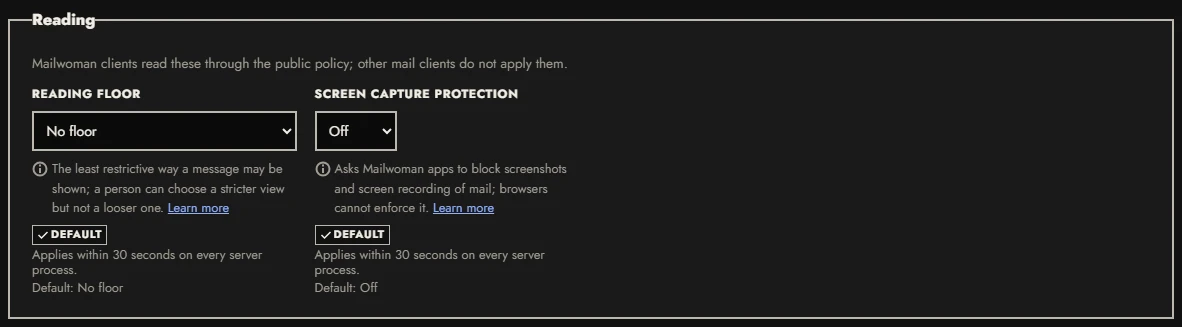 Reading
Mailwoman clients read these through the public policy; other mail clients do not apply them.
READING FLOOR
No floor
The least restrictive way a message may be
shown; a person can choose a stricter view
but not a looser one. Learn more
DEFAULT
Applies within 30 seconds on every server
process.
Default: No floor
SCREEN CAPTURE PROTECTION
Off
Asks Mailwoman apps to block screenshots
and screen recording of mail; browsers
cannot enforce it. Learn more
DEFAULT
Applies within 30 seconds on every server
process.
Default: Off